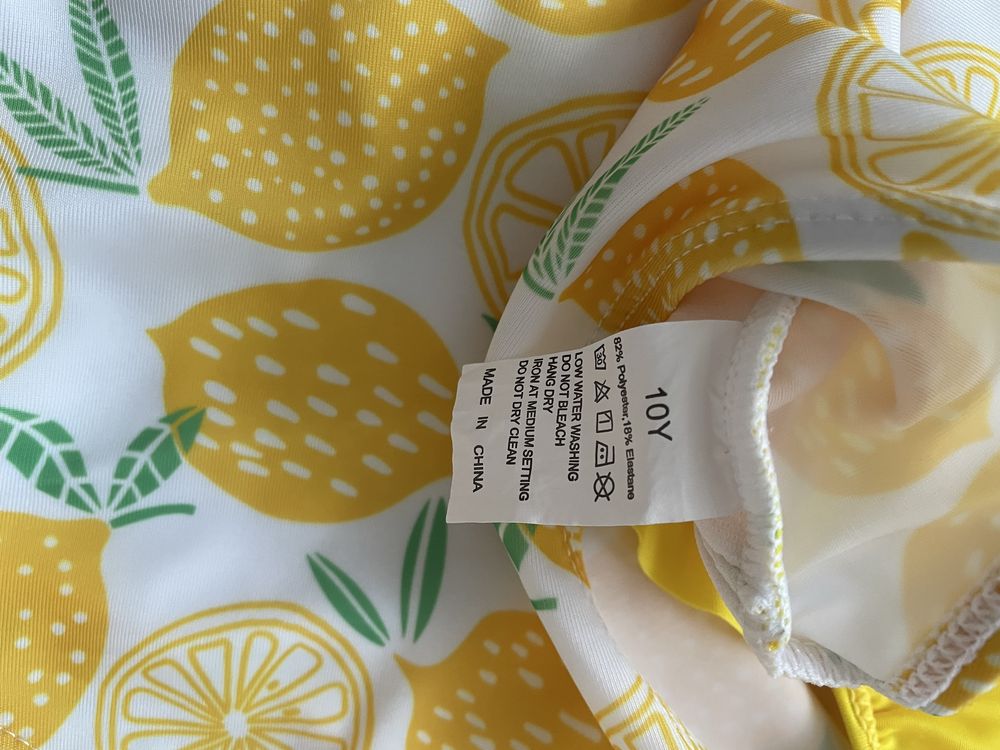 10Y
82% Polyester,18% Elastane
30
LOW WATER WASHING
DO NOT BLEACH
HANG DRY
IRON AT MEDIUM SETTING
DO NOT DRY CLEAN
MADE IN CHINA